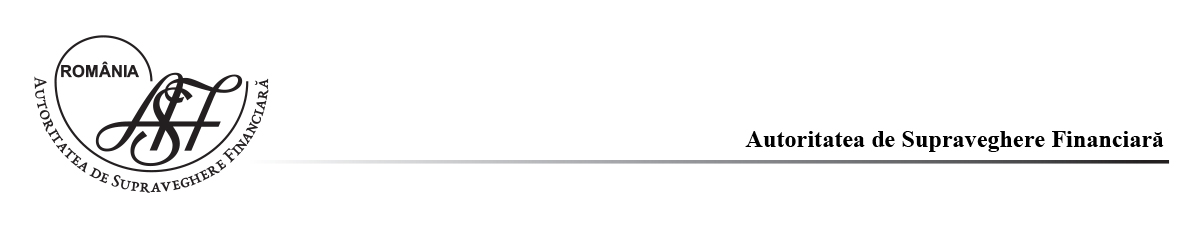 ROMÂNIA
ASF
AUTORITATEA DE SUPRAVEGHERE FINANCIARĂ
Autoritatea de Supraveghere Financiară